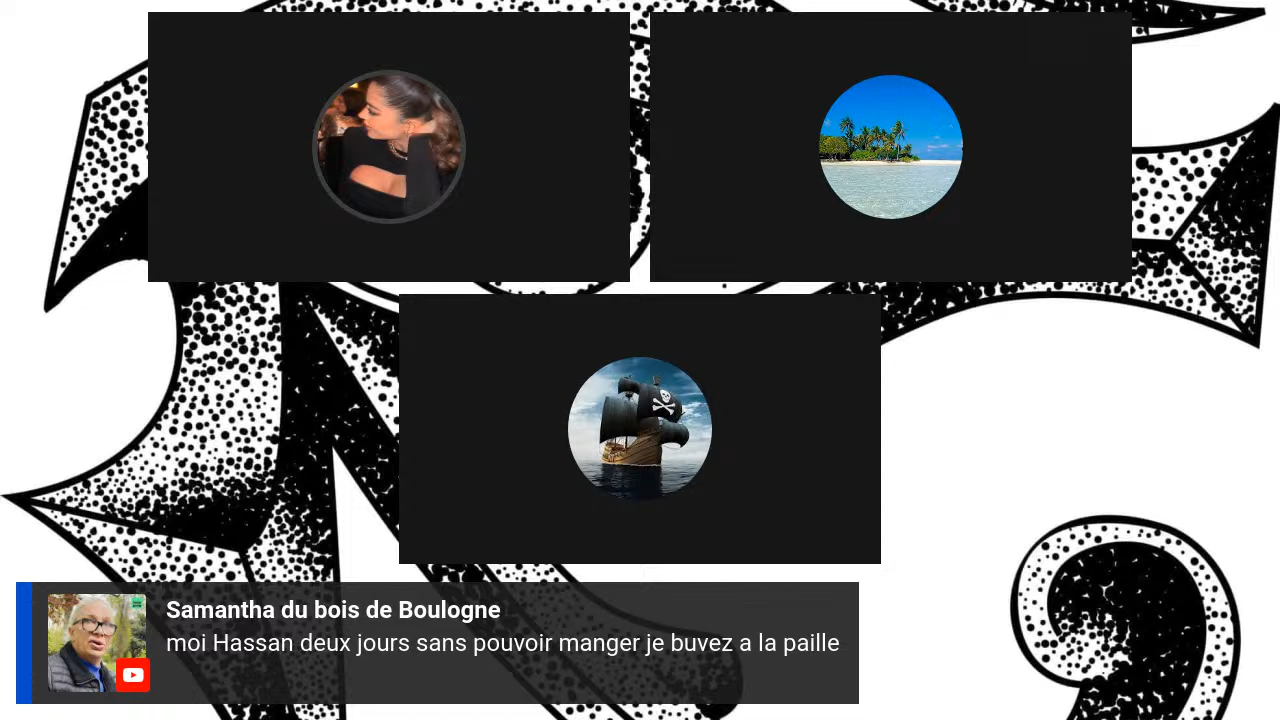 Samantha du bois de Boulogne
moi Hassan deux jours sans pouvoir manger je buvez a la paille